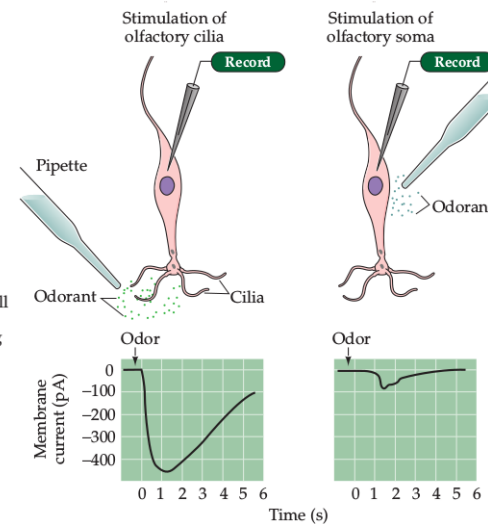 Stimulation of
olfactory cilia
Record
Pipette
Odorant
Cilia
Stimulation of
olfactory soma
Record
Odoran
ll
Odor
Membrane
current (pA)
0
−100
−200
−300
−400
0 1 2 3 4 5 6
Odor
0 1 2 3 4 5 6
Time (s)